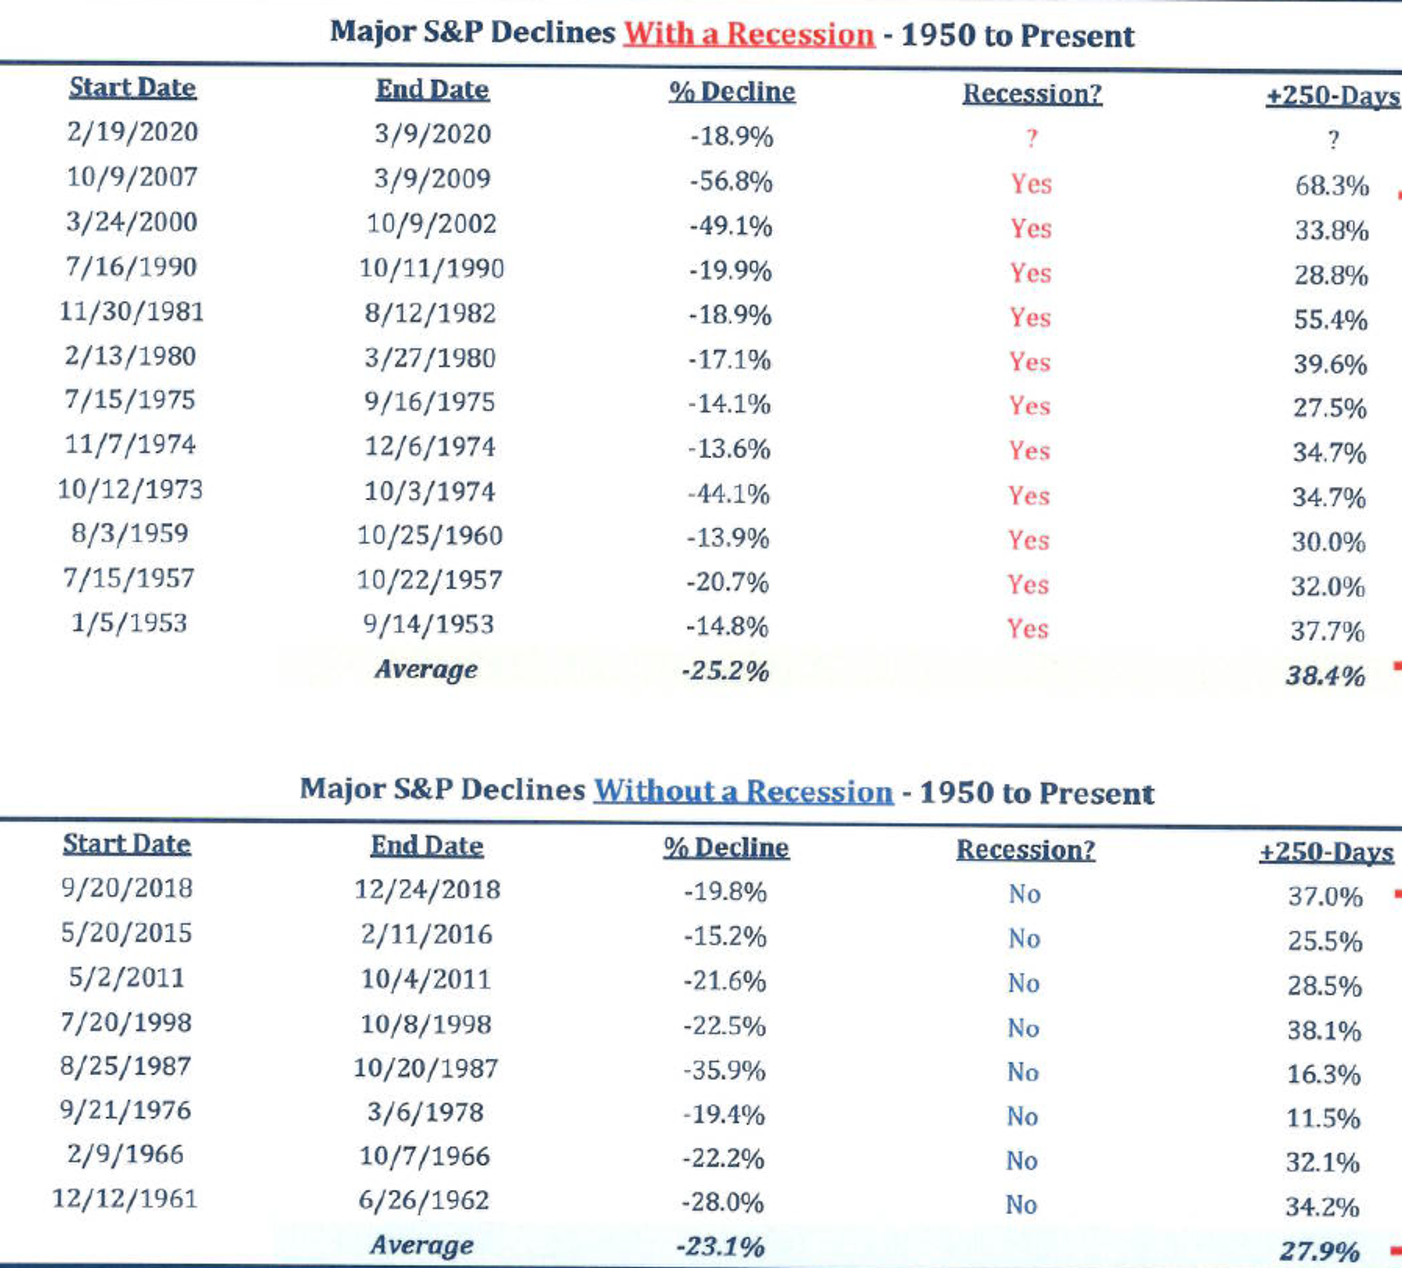 Major S&P Declines With a Recession - 1950 to Present
Start Date End Date % Decline Recession? +250-Days
2/19/2020 3/9/2020 -18.9% ? ?
10/9/2007 3/9/2009 -56.8% Yes 68.3%
3/24/2000 10/9/2002 -49.1% Yes 33.8%
7/16/1990 10/11/1990 -19.9% Yes 28.8%
11/30/1981 8/12/1982 -18.9% Yes 55.4%
2/13/1980 3/27/1980 -17.1% Yes 39.6%
7/15/1975 9/16/1975 -14.1% Yes 27.5%
11/7/1974 12/6/1974 -13.6% Yes 34.7%
10/12/1973 10/3/1974 -44.1% Yes 34.7%
8/3/1959 10/25/1960 -13.9% Yes 30.0%
7/15/1957 10/22/1957 -20.7% Yes 32.0%
1/5/1953 9/14/1953 -14.8% Yes 37.7%
Average -25.2% 38.4%
Major S&P Declines Without a Recession - 1950 to Present
Start Date End Date % Decline Recession? +250-Days
9/20/2018 12/24/2018 -19.8% No 37.0%
5/20/2015 2/11/2016 -15.2% No 25.5%
5/2/2011 10/4/2011 -21.6% No 28.5%
7/20/1998 10/8/1998 -22.5% No 38.1%
8/25/1987 10/20/1987 -35.9% No 16.3%
9/21/1976 3/6/1978 -19.4% No 11.5%
2/9/1966 10/7/1966 -22.2% No 32.1%
12/12/1961 6/26/1962 -28.0% No 34.2%
Average -23.1% 27.9%